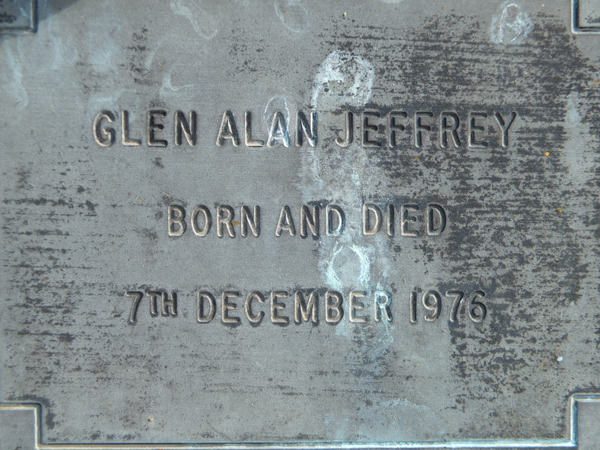 GLEN ALAN JEFFREY
BORN AND DIED
7TH DECEMBER 1976